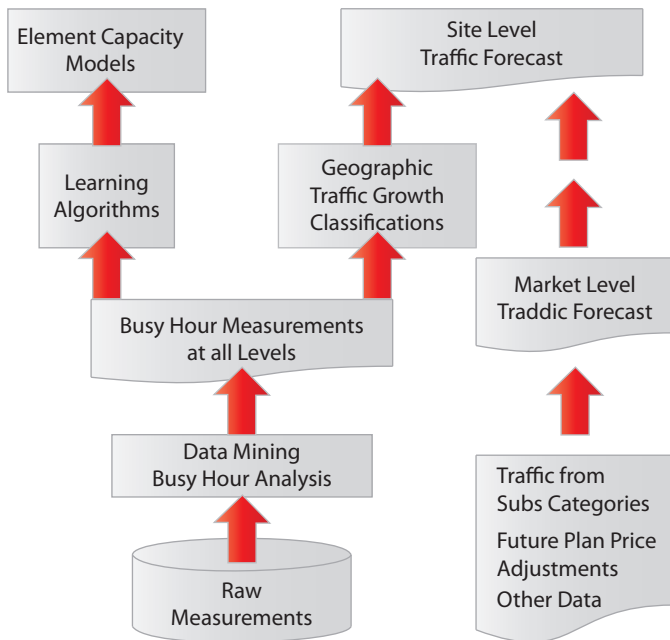 Element Capacity
Models
Site Level
Traffic Forecast
Learning
Algorithms
Geographic
Traffic Growth
Classifications
Market Level
Traddic Forecast
Busy Hour Measurements
at all Levels
Data Mining
Busy Hour Analysis
Traffic from
Subs Categories
Future Plan Price
Adjustments
Other Data
Raw
Measurements